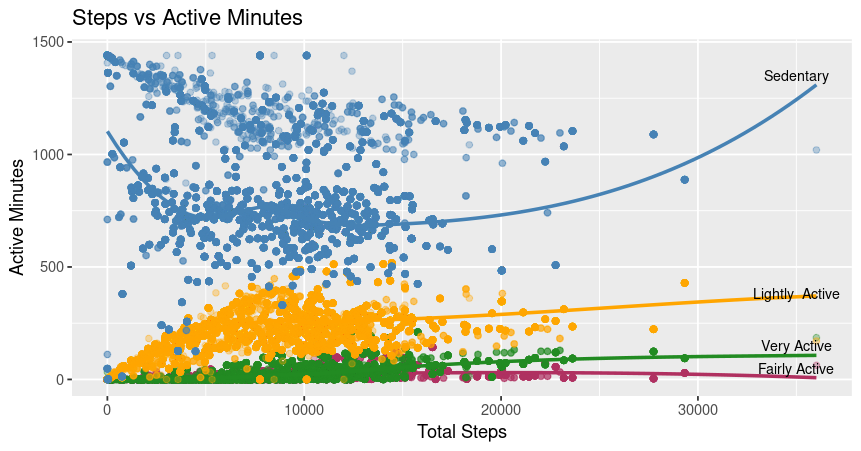 Steps vs Active Minutes
1500
Sedentary
1000
Active Minutes
500
Lightly Active
Very Active
Fairly Active
0
0 10000 20000 30000
Total Steps